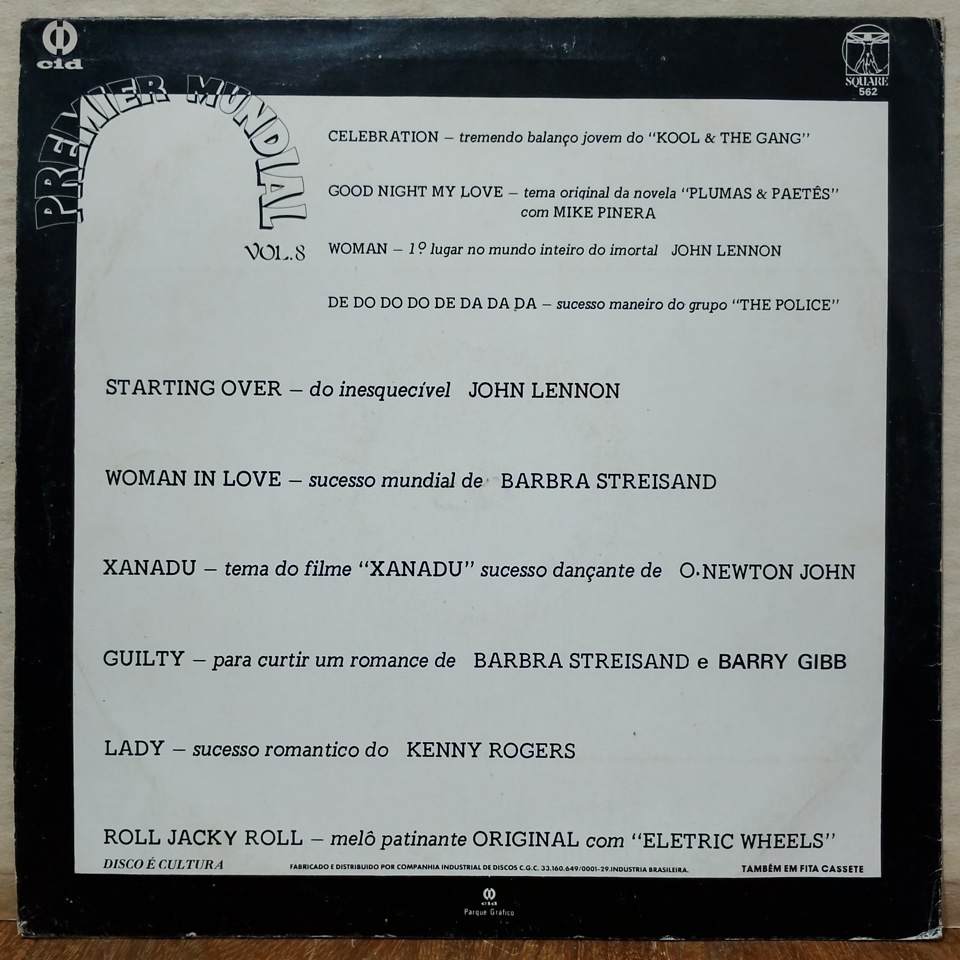 cid
SQUARE
562
PREMIER MUNDIAL
VOL.8
CELEBRATION – tremendo balanço jovem do "KOOL & THE GANG"
GOOD NIGHT MY LOVE – tema original da novela "PLUMAS & PAETÊS"
com MIKE PINERA
WOMAN – 1º lugar no mundo inteiro do imortal JOHN LENNON
DE DO DO DO DE DA DA DA – sucesso maneiro do grupo "THE POLICE"
STARTING OVER – do inesquecível JOHN LENNON
WOMAN IN LOVE – sucesso mundial de BARBRA STREISAND
XANADU – tema do filme "XANADU" sucesso dançante de O.NEWTON JOHN
GUILTY – para curtir um romance de BARBRA STREISAND e BARRY GIBB
LADY – sucesso romantico do KENNY ROGERS
ROLL JACKY ROLL – melô patinante ORIGINAL com "ELETRIC WHEELS"
DISCO É CULTURA FABRICADO E DISTRIBUIDO POR COMPANHIA INDUSTRIAL DE DISCOS C.G.C. 33.160.649/0001-29.INDUSTRIA BRASILEIRA. TAMBÉM EM FITA CASSETE
cid
Parque Gráfico